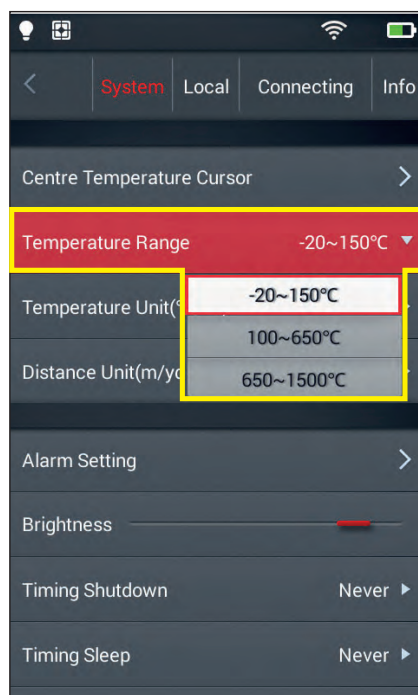 System Local Connecting Info
Centre Temperature Cursor
Temperature Range -20~150℃
-20~150℃
Temperature Unit(°
100~650℃
Distance Unit(m/yd
650~1500℃
Alarm Setting
Brightness
Timing Shutdown Never
Timing Sleep Never